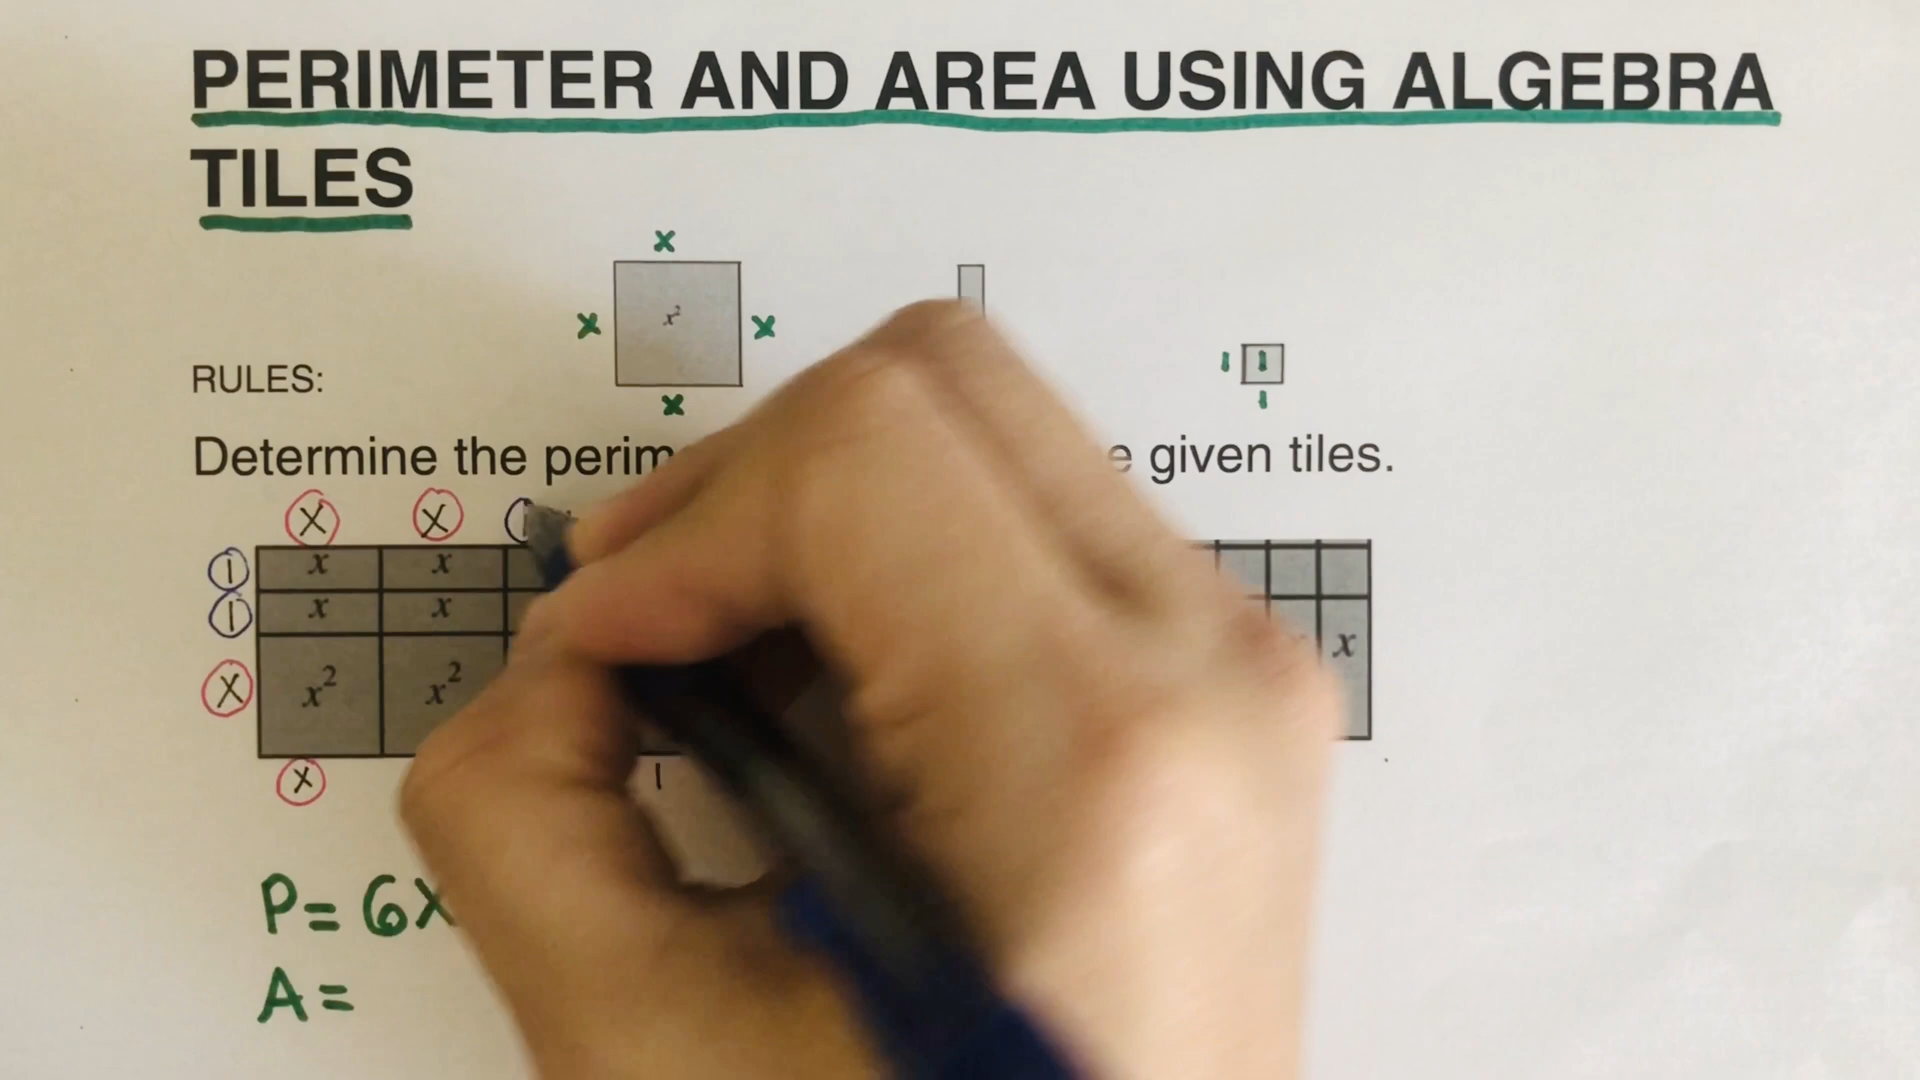 PERIMETER AND AREA USING ALGEBRA
TILES
x
x x² x
1 1
RULES:
x
1
Determine the given tiles.
x x
1 x x
1 x x
x
x x² x²
x 1
P = 6x
A =